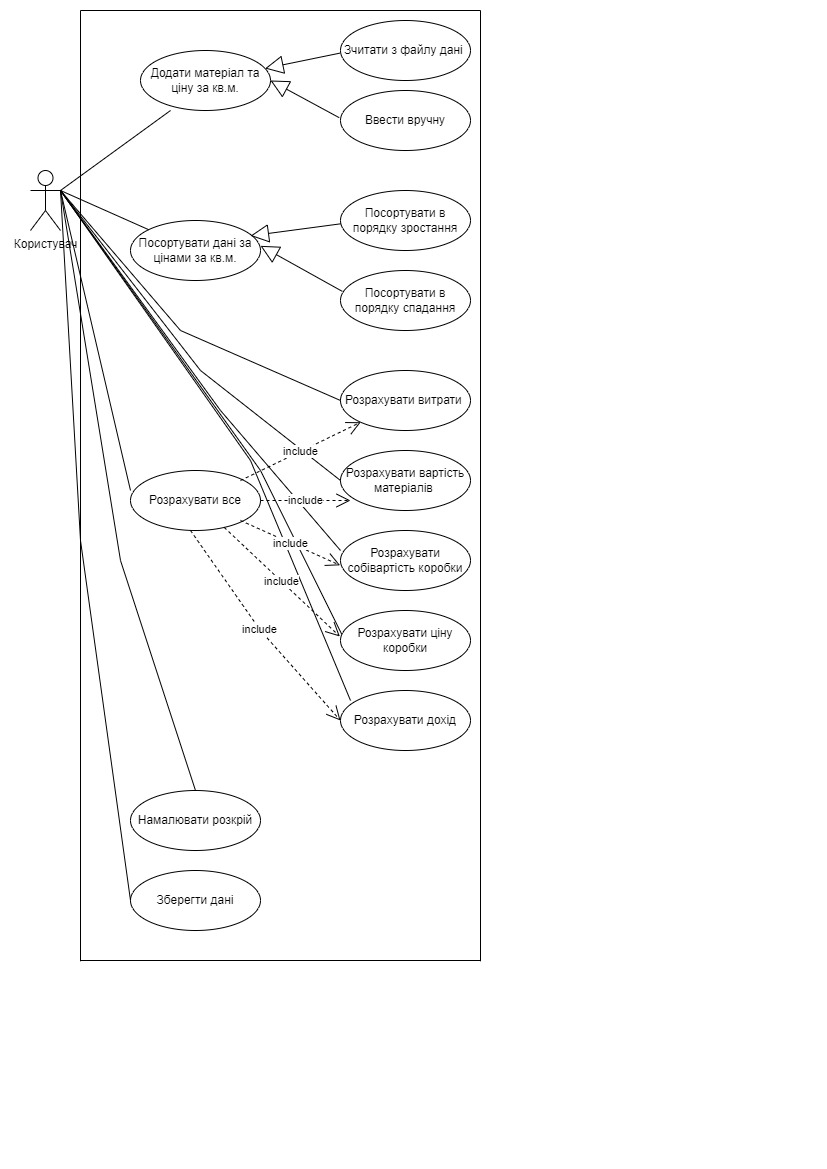 Зчитати з файлу дані
Додати матеріал та
ціну за кв.м.
Ввести вручну
Користувач
Посортувати в
порядку зростання
Посортувати дані за
цінами за кв.м.
Посортувати в
порядку спадання
Розрахувати витрати
include
Розрахувати вартість
матеріалів
Розрахувати все
include
include
Розрахувати
собівартість коробки
include
include
Розрахувати ціну
коробки
Розрахувати дохід
Намалювати розкрій
Зберегти дані